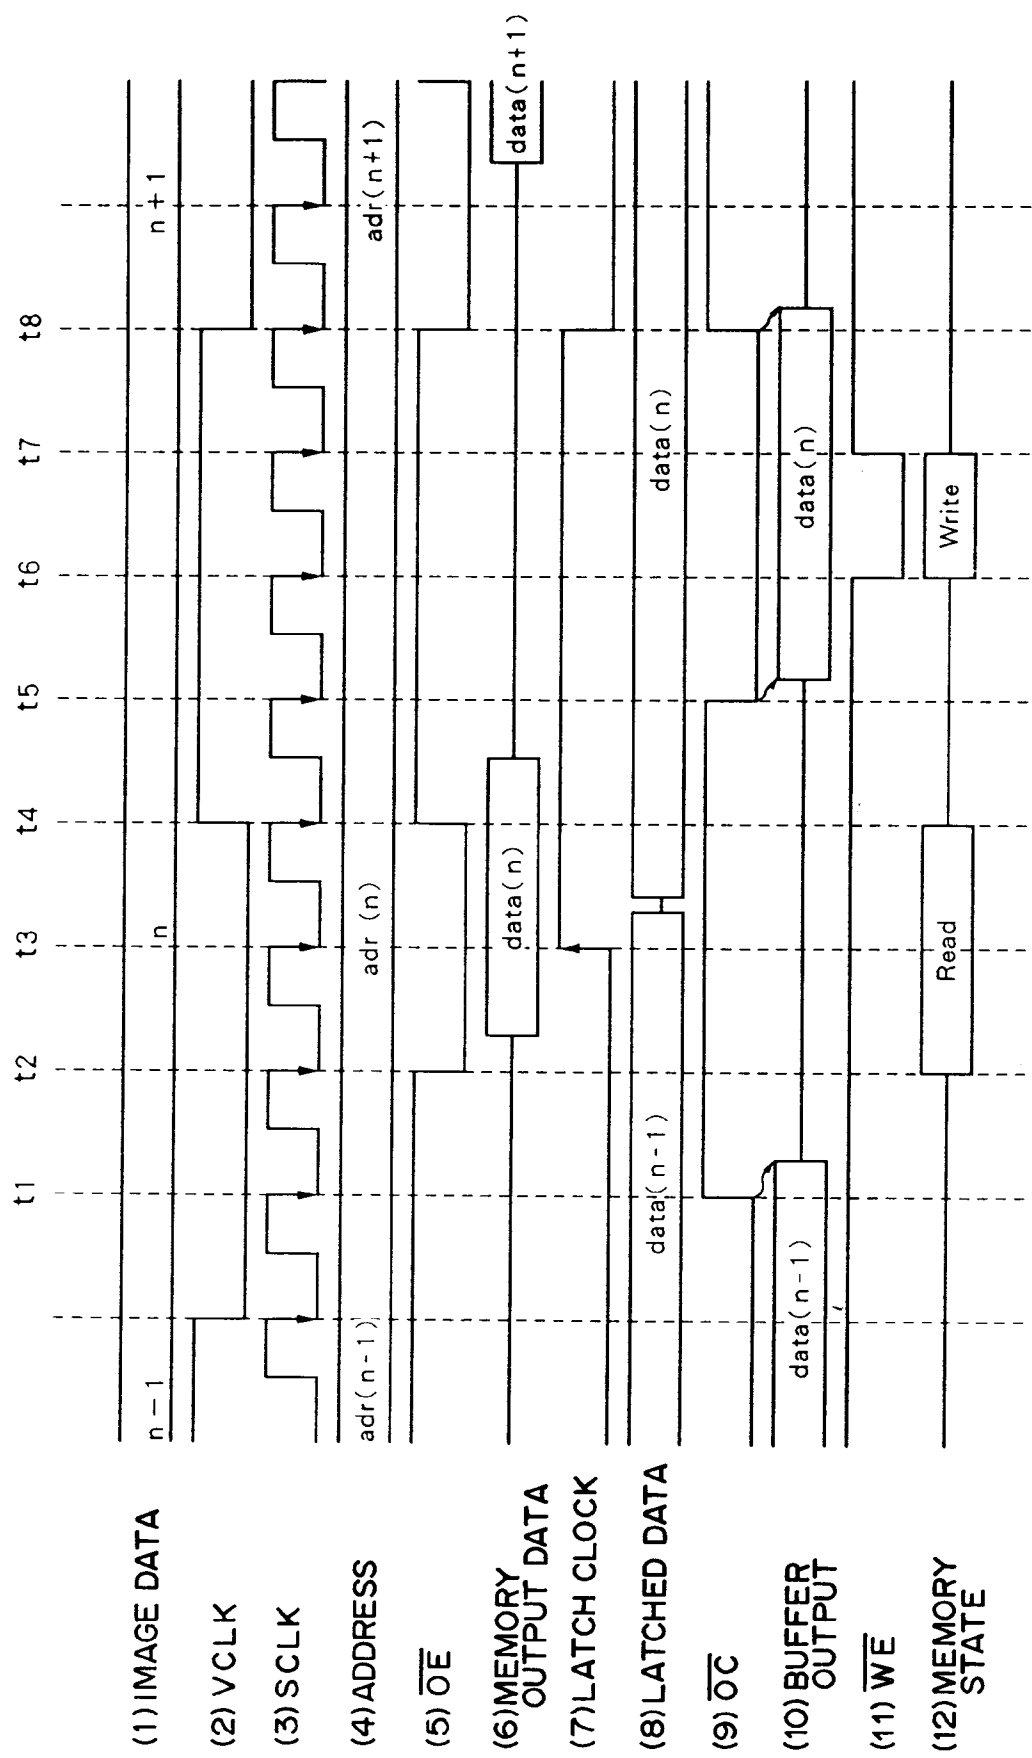 t1 t2 t3 t4 t5 t6 t7 t8
(1) IMAGE DATA n-1 n n+1
(2) VCLK
(3) SCLK
(4) ADDRESS adr(n-1) adr(n) adr(n+1)
(5) OE
(6) MEMORY
OUTPUT DATA data(n) data(n+1)
(7) LATCH CLOCK
(8) LATCHED DATA data(n-1) data(n)
(9) OC
(10) BUFFER
OUTPUT data(n-1) data(n)
(11) WE
(12) MEMORY
STATE Read Write